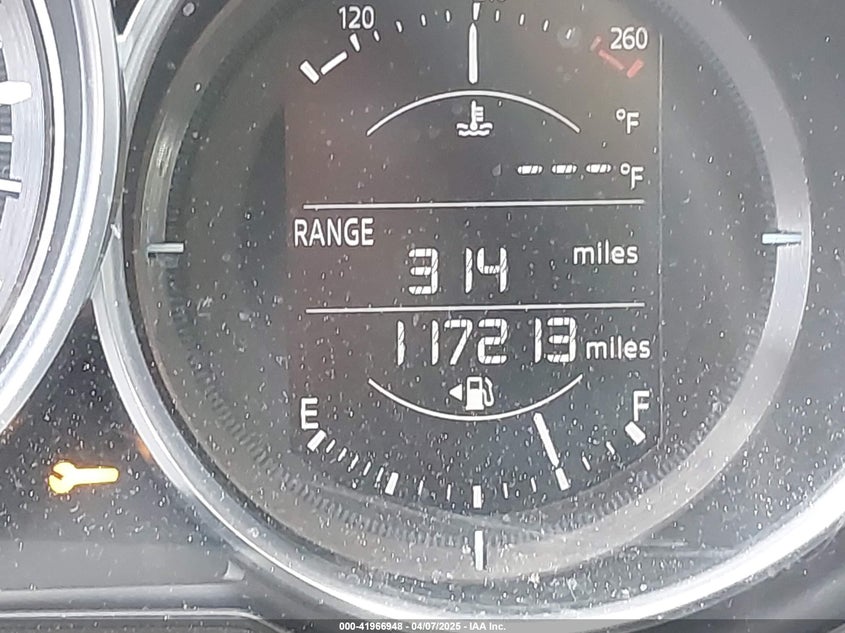 120
260
°F
--- °F
RANGE
314 miles
117213 miles
E F
000-41966948 - 04/07/2025 - IAA Inc.